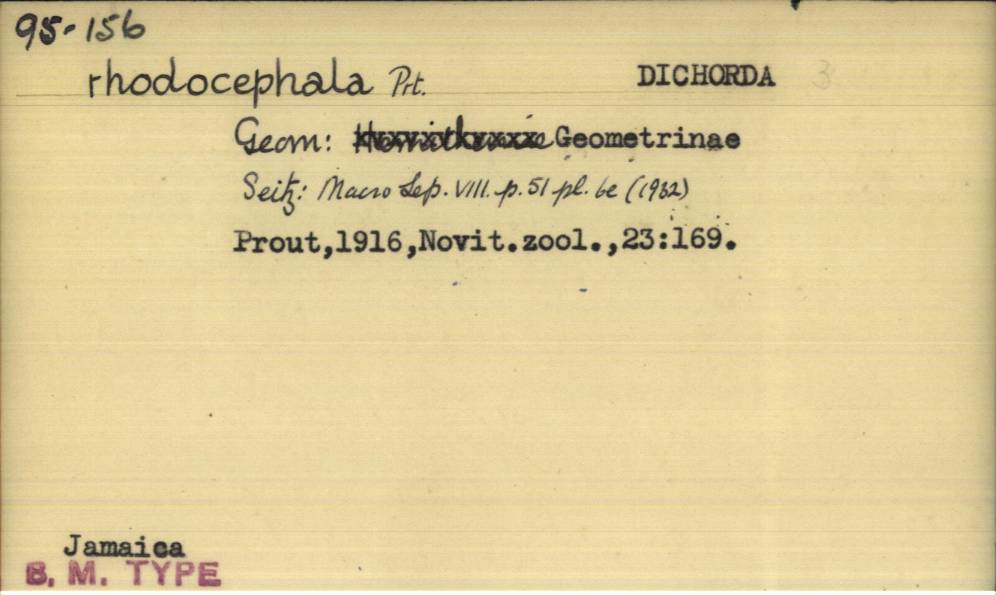 95-156
rhodocephala Prt. DICHORDA 3
Geom: Geometrinae
Seitz: Macro Lep. VIII. p. 51 pl. 6e (1932)
Prout,1916,Novit.zool.,23:169.
Jamaica
B. M. TYPE